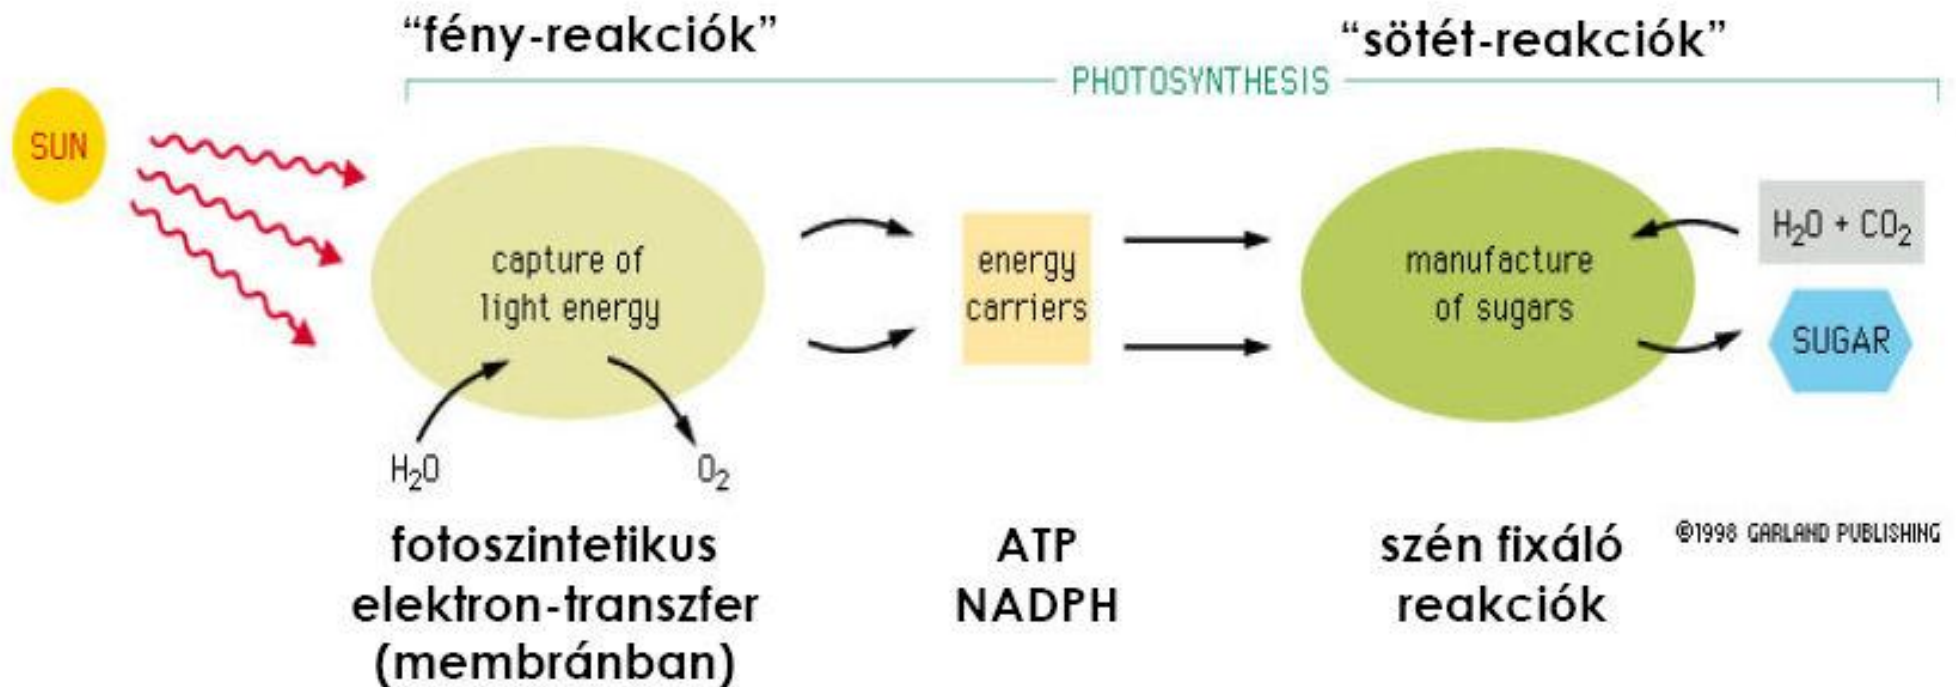 “fény-reakciók”
“sötét-reakciók”
PHOTOSYNTHESIS
SUN
capture of
light energy
H₂O
O₂
energy
carriers
manufacture
of sugars
H₂O + CO₂
SUGAR
fotoszintetikus
elektron-transzfer
(membránban)
ATP
NADPH
szén fixáló
reakciók
©1998 GARLAND PUBLISHING